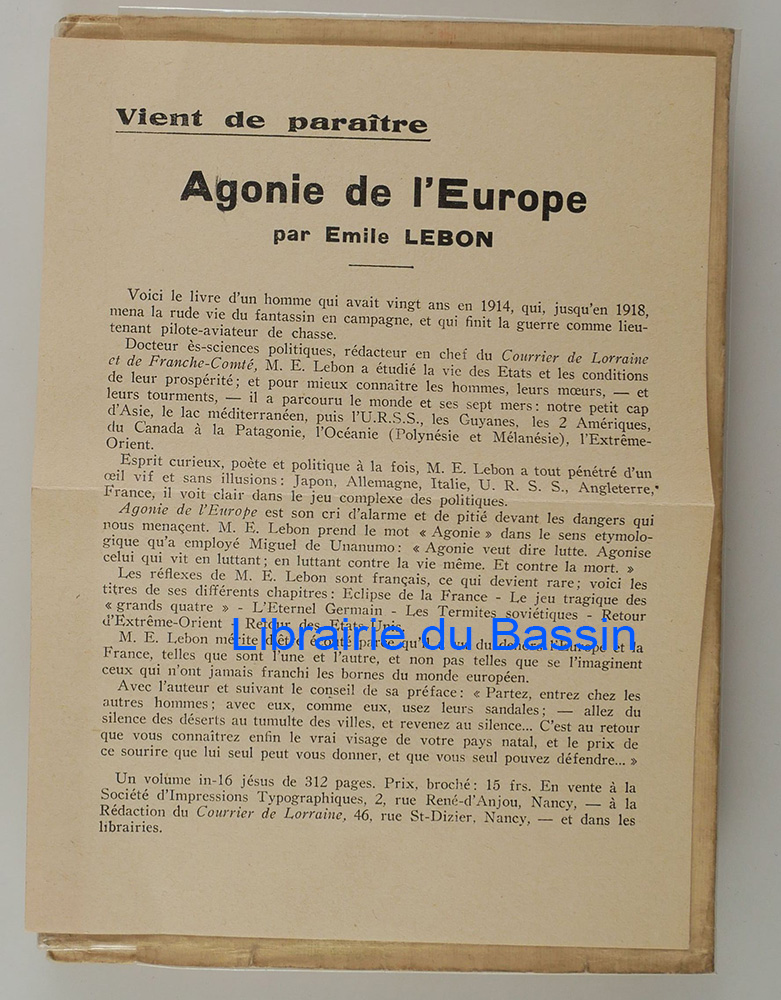 Vient de paraître
Agonie de l'Europe
par Emile LEBON
Voici le livre d'un homme qui avait vingt ans en 1914, qui, jusqu'en 1918,
mena la rude vie du fantassin en campagne, et qui finit la guerre comme lieu-
tenant pilote-aviateur de chasse.
Docteur ès-sciences politiques, rédacteur en chef du Courrier de Lorraine
et de Franche-Comté, M. E. Lebon a étudié la vie des Etats et les conditions
de leur prospérité; et pour mieux connaître les hommes, leurs mœurs, — et
leurs tourments, — il a parcouru le monde et ses sept mers: notre petit cap
d'Asie, le lac méditerranéen, puis l'U.R.S.S., les Guyanes, les 2 Amériques,
du Canada à la Patagonie, l'Océanie (Polynésie et Mélanésie), l'Extrême-
Orient.
Esprit curieux, poète et politique à la fois, M. E. Lebon a tout pénétré d'un
œil vif et sans illusions: Japon, Allemagne, Italie, U. R. S. S., Angleterre,
France, il voit clair dans le jeu complexe des politiques.
Agonie de l'Europe est son cri d'alarme et de pitié devant les dangers qui
nous menacent. M. E. Lebon prend le mot « Agonie » dans le sens etymolo-
gique qu'a employé Miguel de Unanumo: « Agonie veut dire lutte. Agonise
celui qui vit en luttant; en luttant contre la vie même. Et contre la mort. »
Les réflexes de M. E. Lebon sont français, ce qui devient rare; voici les
titres de ses différents chapitres: Eclipse de la France - Le jeu tragique des
« grands quatre » - L'Eternel Germain - Les Termites soviétiques - Retour
d'Extrême-Orient - Retour des Etats-Unis.
Librairie du Bassin
M. E. Lebon mérite d'être écouté parce qu'il du dehors l'Europe et la
France, telles que sont l'une et l'autre, et non pas telles que se l'imaginent
ceux qui n'ont jamais franchi les bornes du monde européen.
Avec l'auteur et suivant le conseil de sa préface: « Partez, entrez chez les
autres hommes; avec eux, comme eux, usez leurs sandales; — allez du
silence des déserts au tumulte des villes, et revenez au silence... C'est au retour
que vous connaitrez enfin le vrai visage de votre pays natal, et le prix de
ce sourire que lui seul peut vous donner, et que vous seul pouvez défendre... »
Un volume in-16 jésus de 312 pages. Prix, broché: 15 frs. En vente à la
Société d'Impressions Typographiques, 2, rue René-d'Anjou, Nancy, — à la
Rédaction du Courrier de Lorraine, 46, rue St-Dizier, Nancy, — et dans les
librairies.